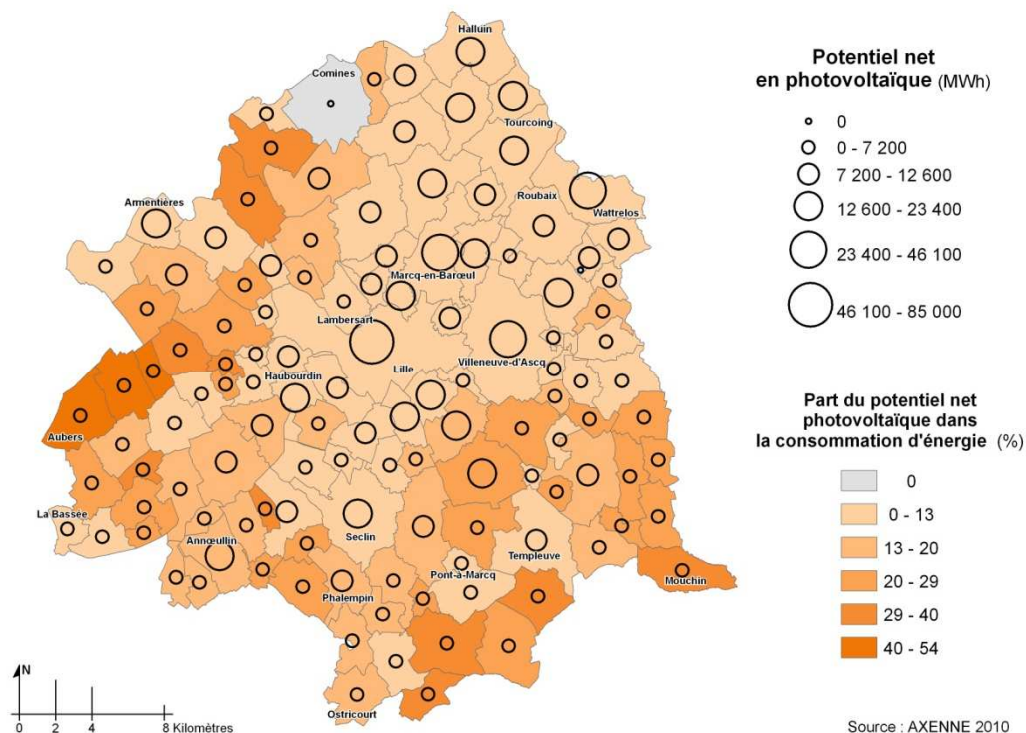 Halluin
Comines
Tourcoing
Armentières
Roubaix
Wattrelos
Marcq-en-Barœul
Lambersart
Villeneuve-d'Ascq
Lille
Haubourdin
Aubers
La Bassée
Annœullin
Seclin
Templeuve
Pont-à-Marcq
Mouchin
Phalempin
Ostricourt
N
0 2 4 8 Kilomètres
Potentiel net
en photovoltaïque (MWh)
0
0 - 7 200
7 200 - 12 600
12 600 - 23 400
23 400 - 46 100
46 100 - 85 000
Part du potentiel net
photovoltaïque dans
la consommation d'énergie (%)
0
0 - 13
13 - 20
20 - 29
29 - 40
40 - 54
Source : AXENNE 2010